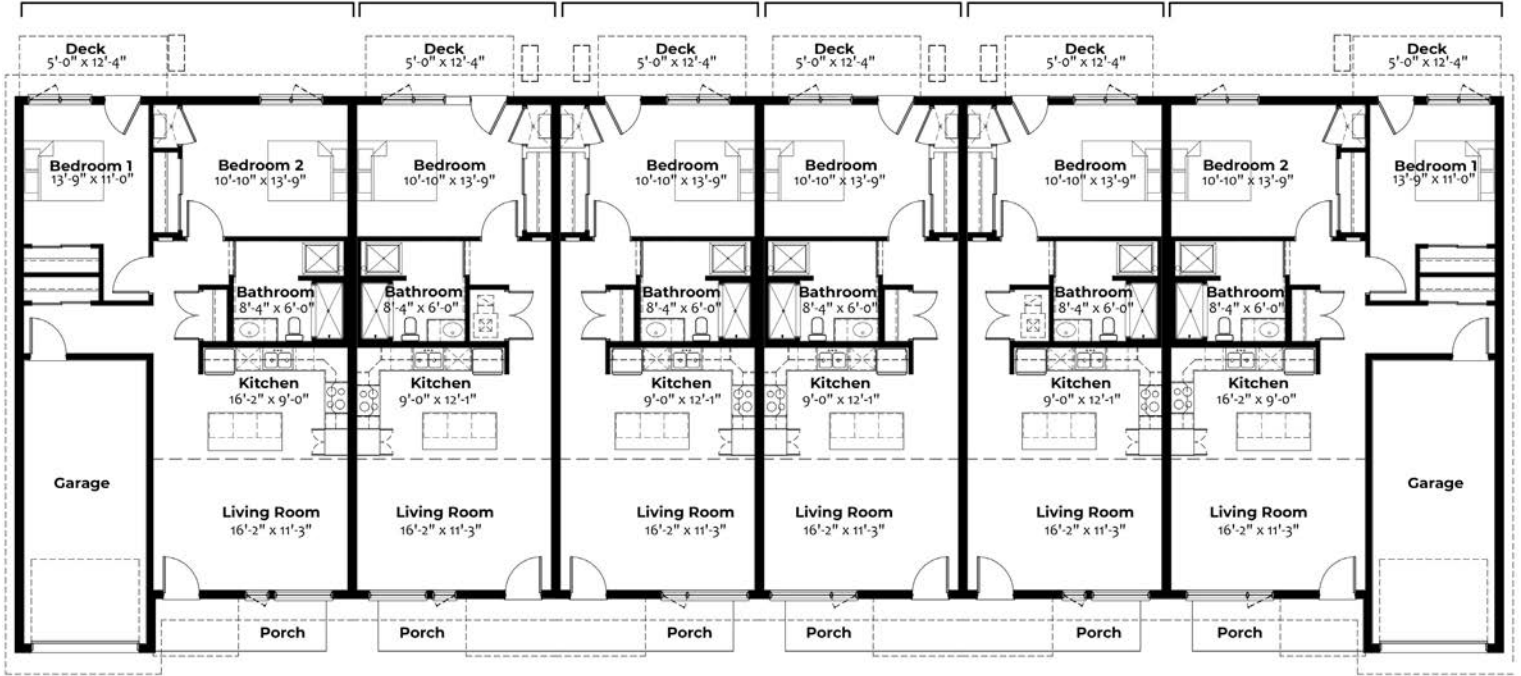 Deck
5'-0" x 12'-4"
Deck
5'-0" x 12'-4"
Deck
5'-0" x 12'-4"
Deck
5'-0" x 12'-4"
Deck
5'-0" x 12'-4"
Deck
5'-0" x 12'-4"
Bedroom 1
13'-9" x 11'-0"
Bedroom 2
10'-10" x 13'-9"
Bedroom
10'-10" x 13'-9"
Bedroom
10'-10" x 13'-9"
Bedroom
10'-10" x 13'-9"
Bedroom
10'-10" x 13'-9"
Bedroom 2
10'-10" x 13'-9"
Bedroom 1
13'-9" x 11'-0"
Bathroom
8'-4" x 6'-0"
Bathroom
8'-4" x 6'-0"
Bathroom
8'-4" x 6'-0"
Bathroom
8'-4" x 6'-0"
Bathroom
8'-4" x 6'-0"
Bathroom
8'-4" x 6'-0"
Kitchen
16'-2" x 9'-0"
Kitchen
9'-0" x 12'-1"
Kitchen
9'-0" x 12'-1"
Kitchen
9'-0" x 12'-1"
Kitchen
9'-0" x 12'-1"
Kitchen
16'-2" x 9'-0"
Garage
Living Room
16'-2" x 11'-3"
Living Room
16'-2" x 11'-3"
Living Room
16'-2" x 11'-3"
Living Room
16'-2" x 11'-3"
Living Room
16'-2" x 11'-3"
Living Room
16'-2" x 11'-3"
Garage
Porch
Porch
Porch
Porch
Porch
Porch